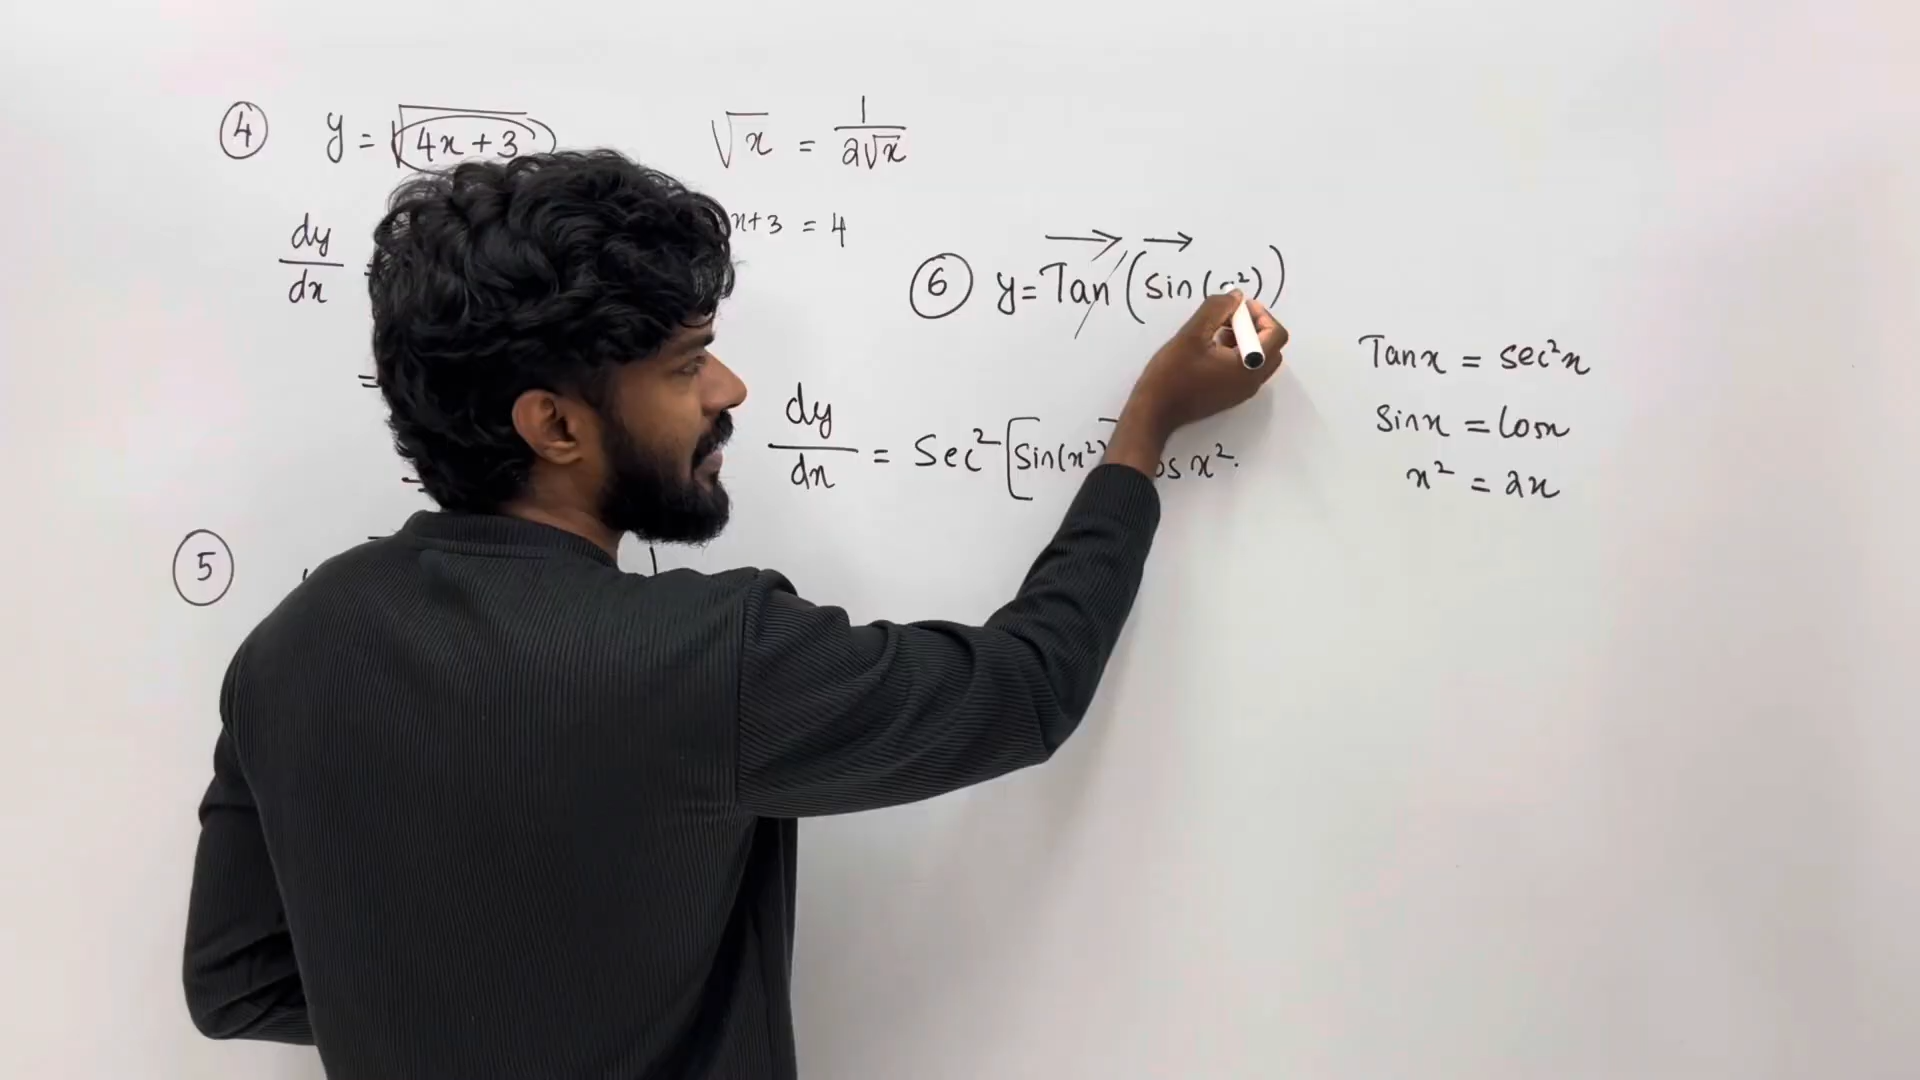 ④ y = √4x+3 √x = 1/2√x
dy/dx = x+3 = 4
=
⑤
⑥ y = Tan (Sin(x²))
dy/dx = Sec² [Sin(x²) os x².
Tanx = sec²x
Sinx = Cosx
x² = 2x